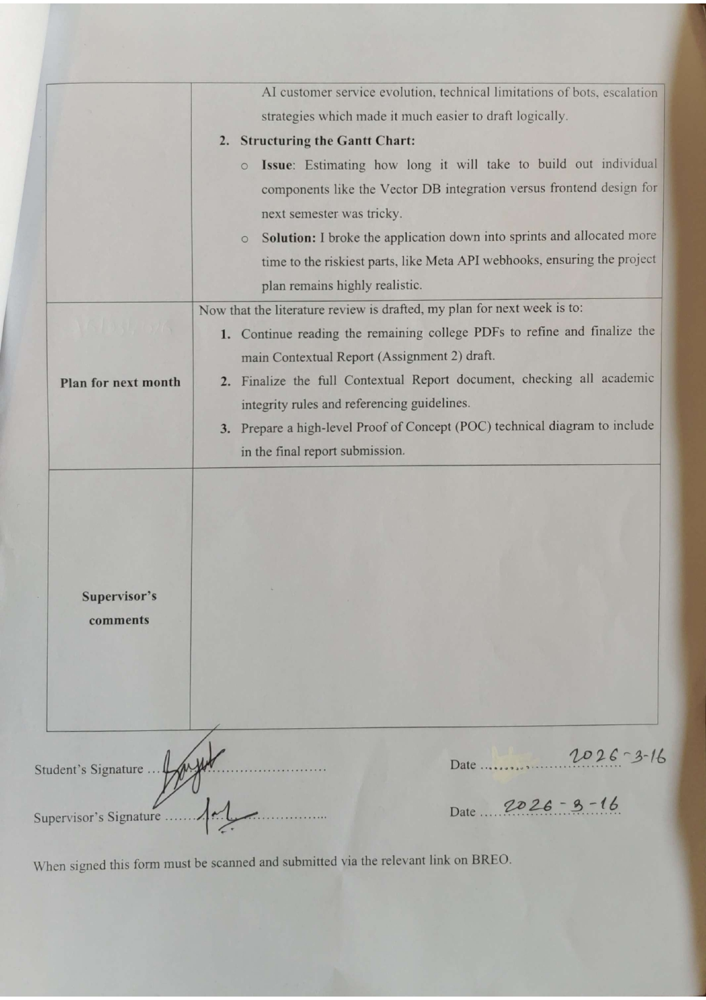 AI customer service evolution, technical limitations of bots, escalation
strategies which made it much easier to draft logically.
2. Structuring the Gantt Chart:
o Issue: Estimating how long it will take to build out individual
components like the Vector DB integration versus frontend design for
next semester was tricky.
o Solution: I broke the application down into sprints and allocated more
time to the riskiest parts, like Meta API webhooks, ensuring the project
plan remains highly realistic.
Plan for next month
Now that the literature review is drafted, my plan for next week is to:
1. Continue reading the remaining college PDFs to refine and finalize the
main Contextual Report (Assignment 2) draft.
2. Finalize the full Contextual Report document, checking all academic
integrity rules and referencing guidelines.
3. Prepare a high-level Proof of Concept (POC) technical diagram to include
in the final report submission.
Supervisor's
comments
Student's Signature ........ Date ........ 2026-3-16
Supervisor's Signature ........ Date ........ 2026-3-16
When signed this form must be scanned and submitted via the relevant link on BREO.